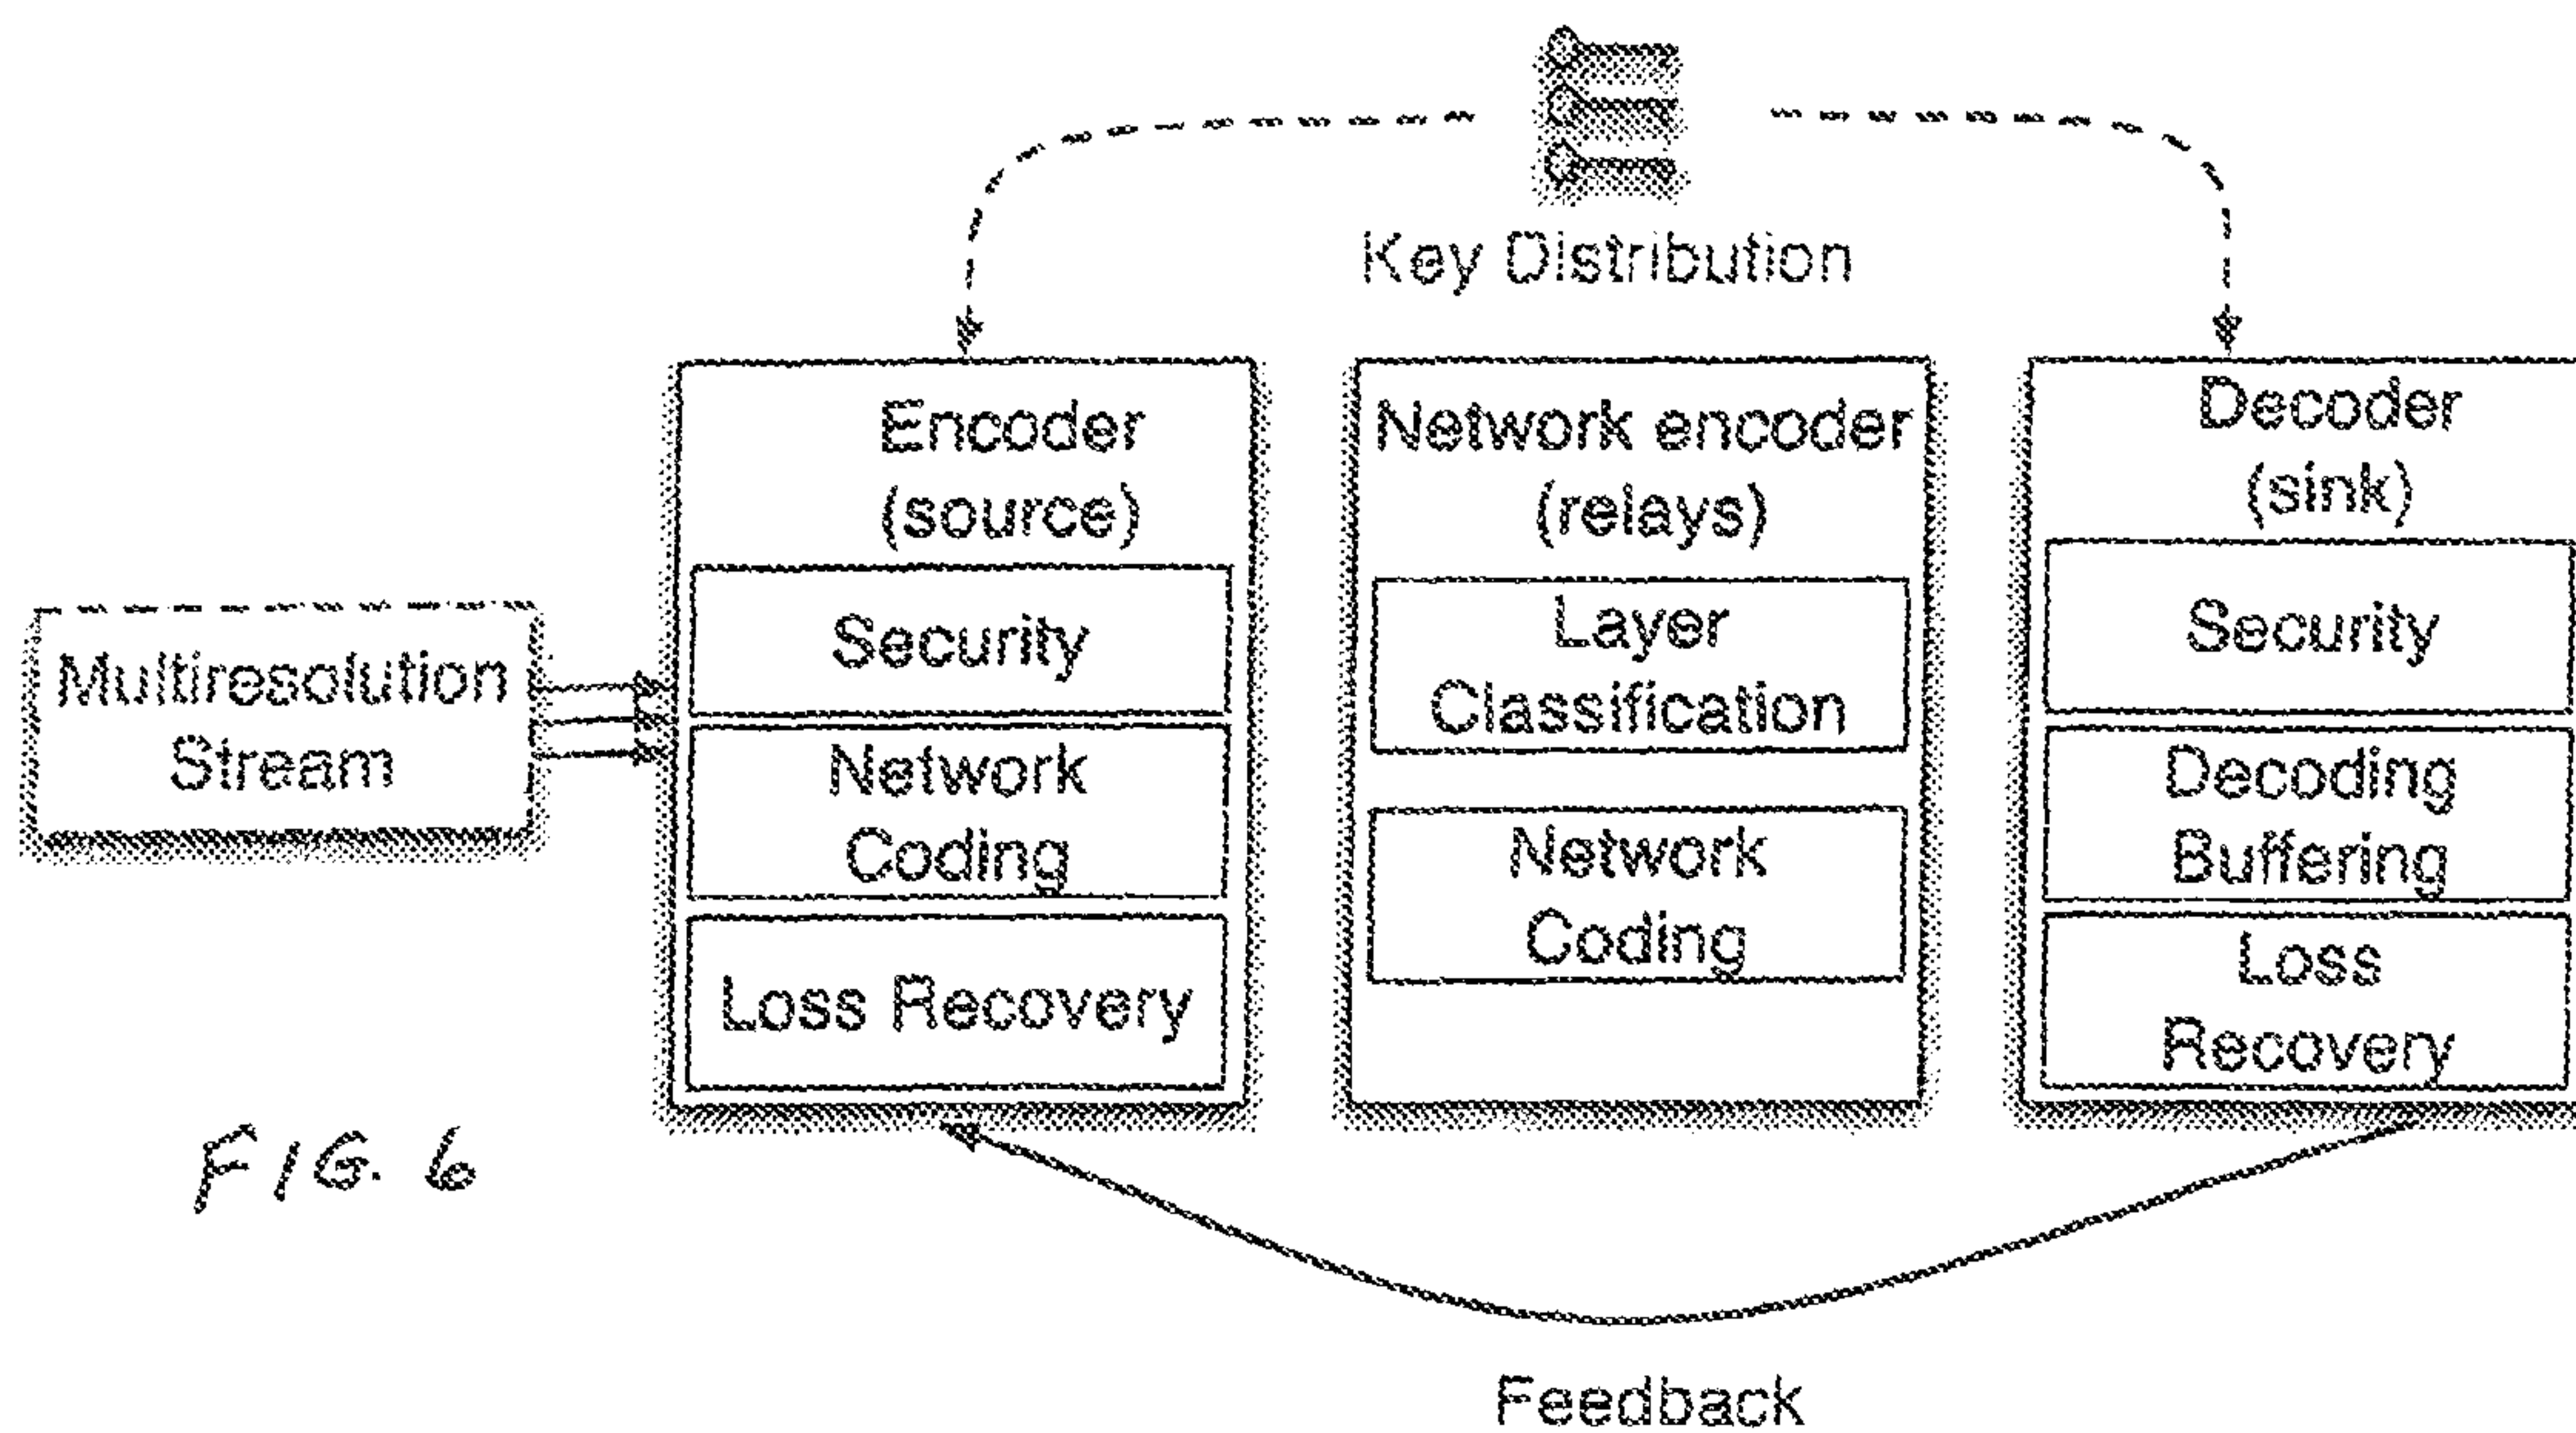 Key Distribution
Multiresolution
Stream
Encoder
(source)
Security
Network
Coding
Loss Recovery
Network encoder
(relays)
Layer
Classification
Network
Coding
Decoder
(sink)
Security
Decoding
Buffering
Loss
Recovery
Feedback
FIG. 6